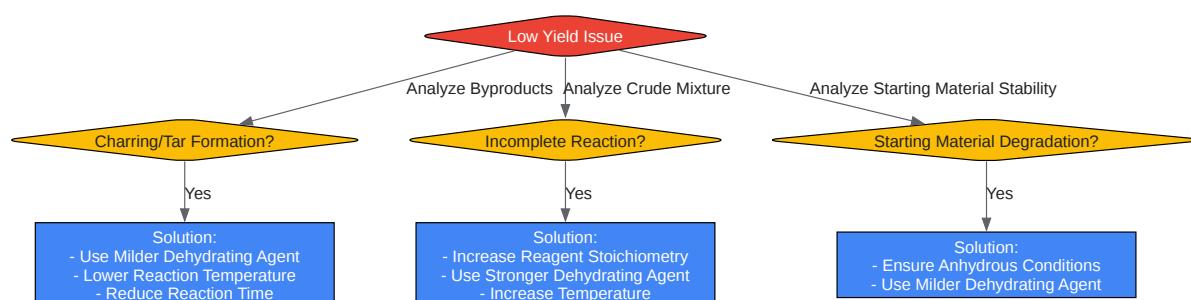 Low Yield Issue
Analyze Byproducts
Analyze Crude Mixture
Analyze Starting Material Stability
Charring/Tar Formation?
Incomplete Reaction?
Starting Material Degradation?
Yes
Yes
Yes
Solution:
- Use Milder Dehydrating Agent
- Lower Reaction Temperature
- Reduce Reaction Time
Solution:
- Increase Reagent Stoichiometry
- Use Stronger Dehydrating Agent
- Increase Temperature
Solution:
- Ensure Anhydrous Conditions
- Use Milder Dehydrating Agent